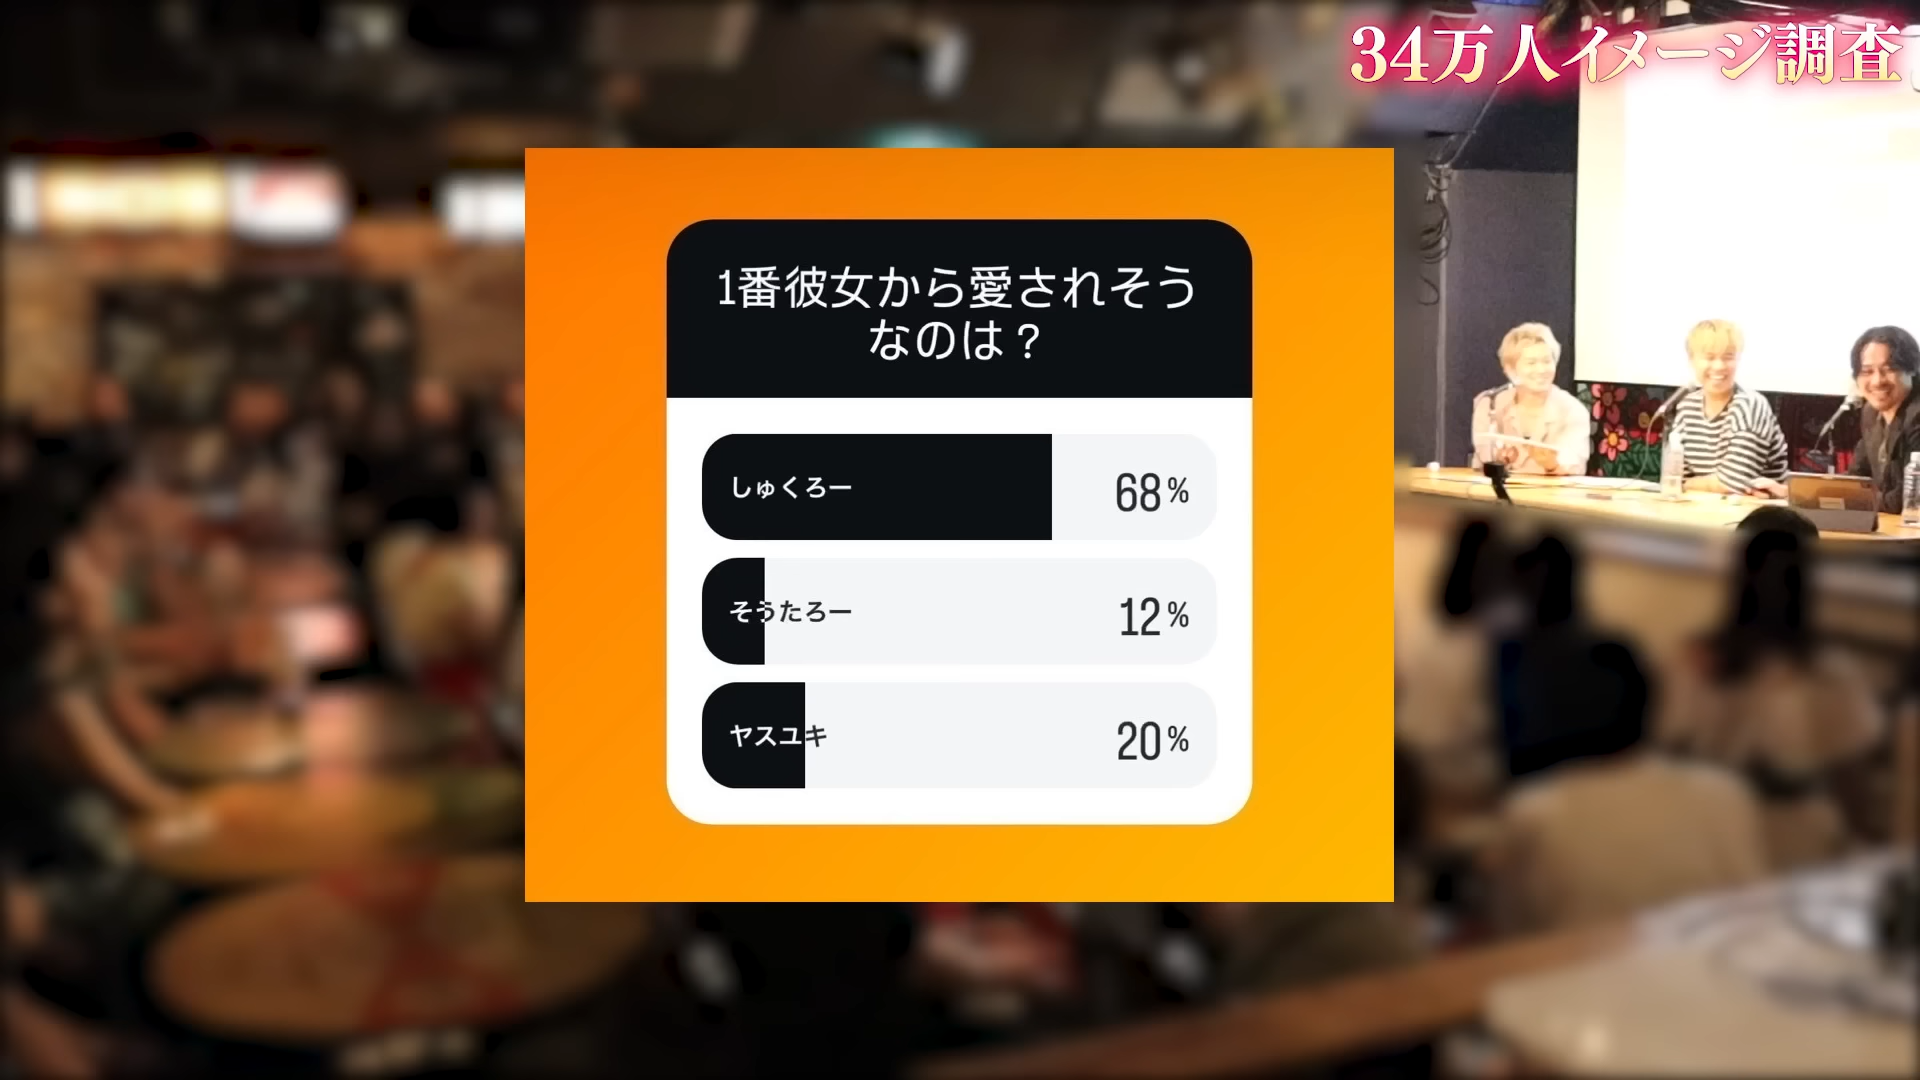 34万人イメージ調査
1番彼女から愛されそう
なのは？
しゅくろー
68%
そうたろー
12%
ヤスユキ
20%